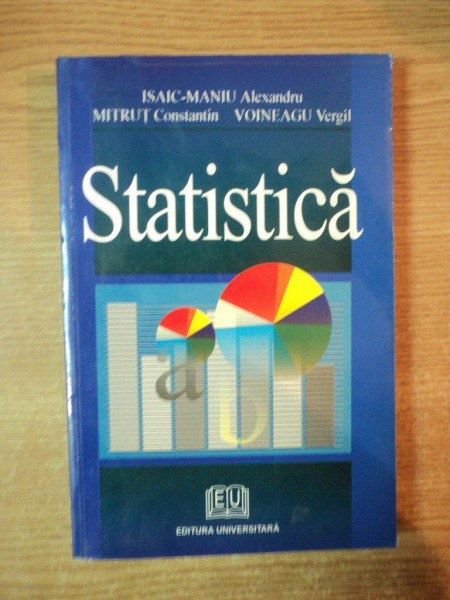 ISAIC-MANIU Alexandru
MITRUȚ Constantin VOINEAGU Vergil
Statistică
a b
EU
EDITURA UNIVERSITARĂ